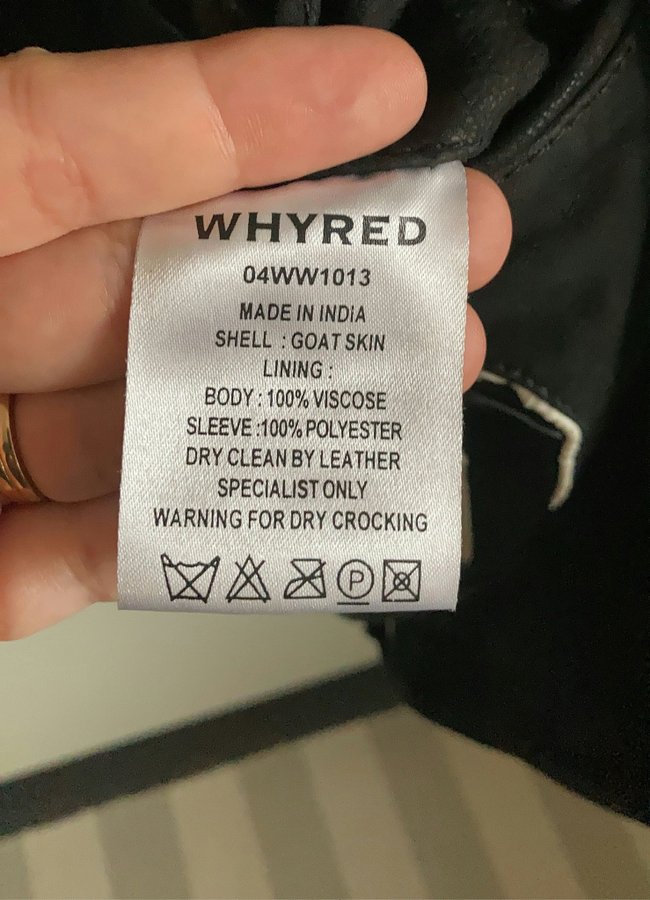 WHYRED
04WW1013
MADE IN INDIA
SHELL : GOAT SKIN
LINING :
BODY : 100% VISCOSE
SLEEVE :100% POLYESTER
DRY CLEAN BY LEATHER
SPECIALIST ONLY
WARNING FOR DRY CROCKING
P